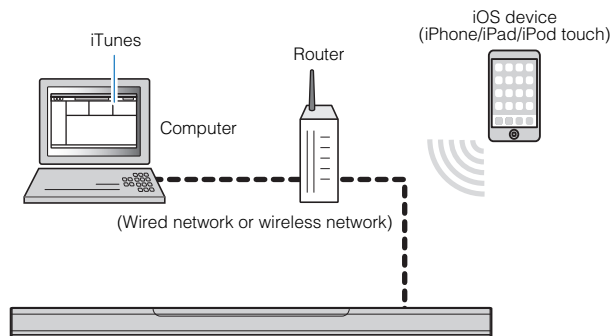 iOS device
(iPhone/iPad/iPod touch)
iTunes
Router
Computer
(Wired network or wireless network)